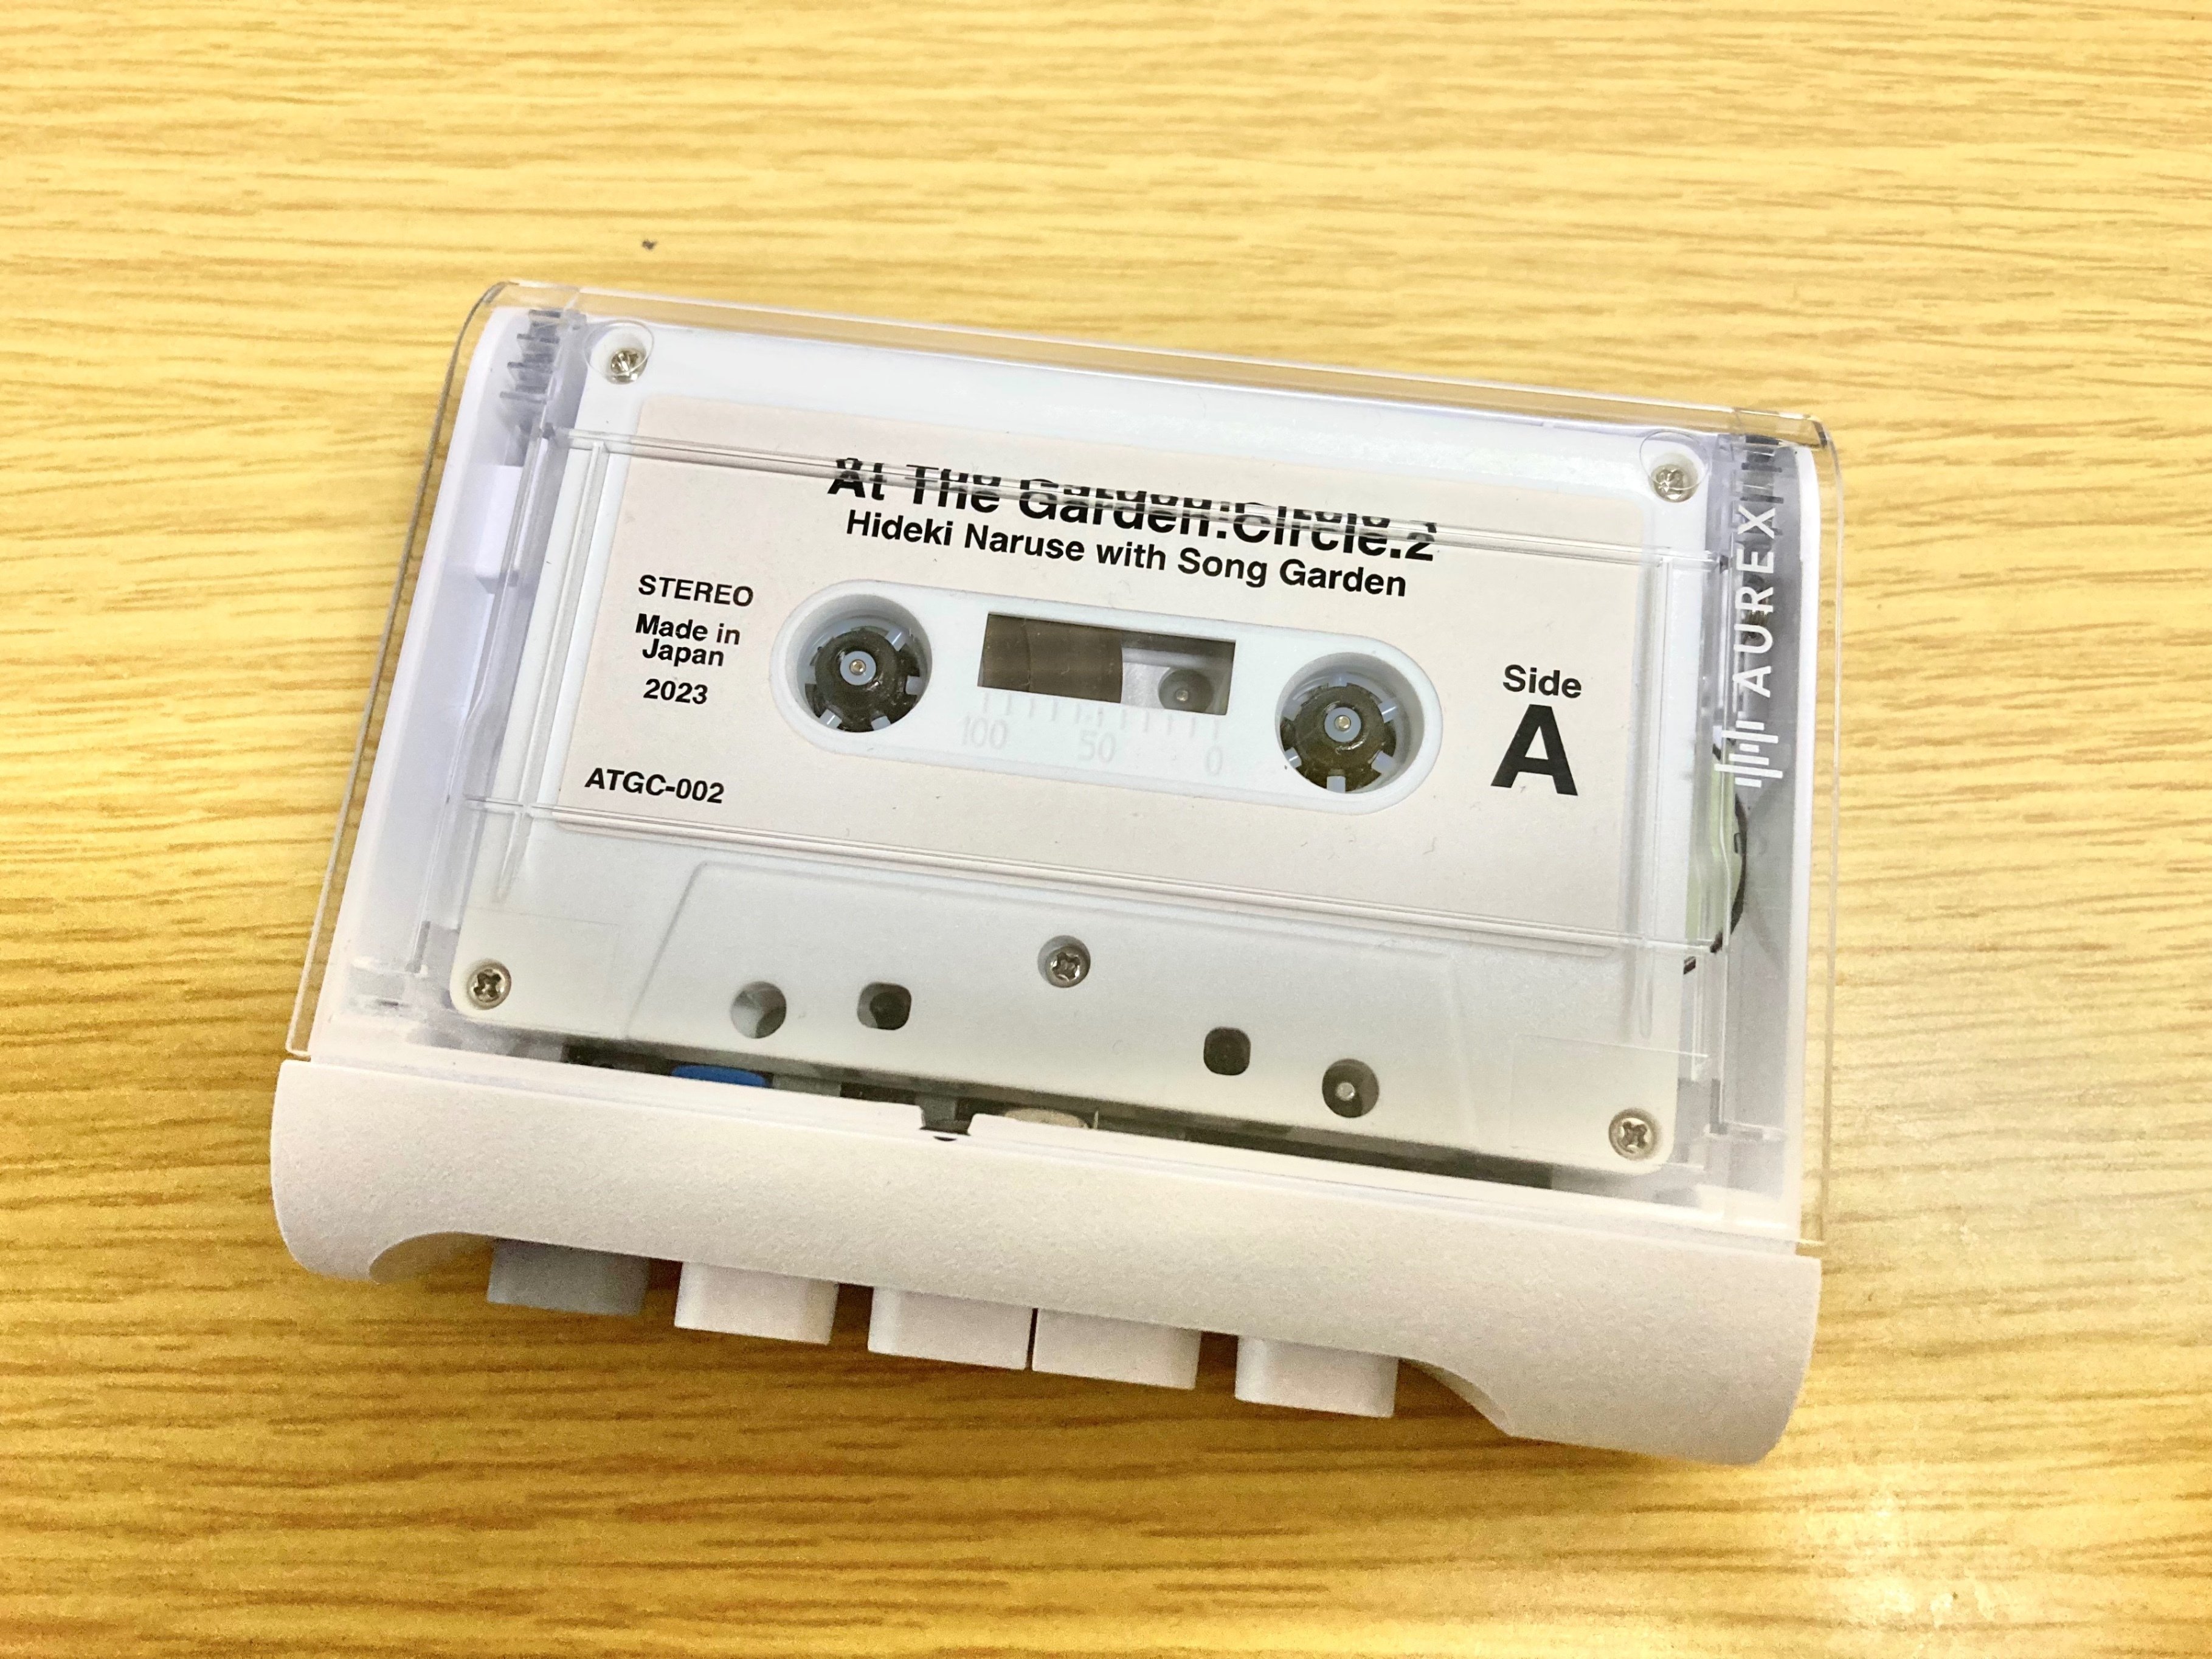 At The Garden:Circle.2
Hideki Naruse with Song Garden
STEREO
Made in
Japan
2023
ATGC-002
100 50 0
Side
A
AUREX